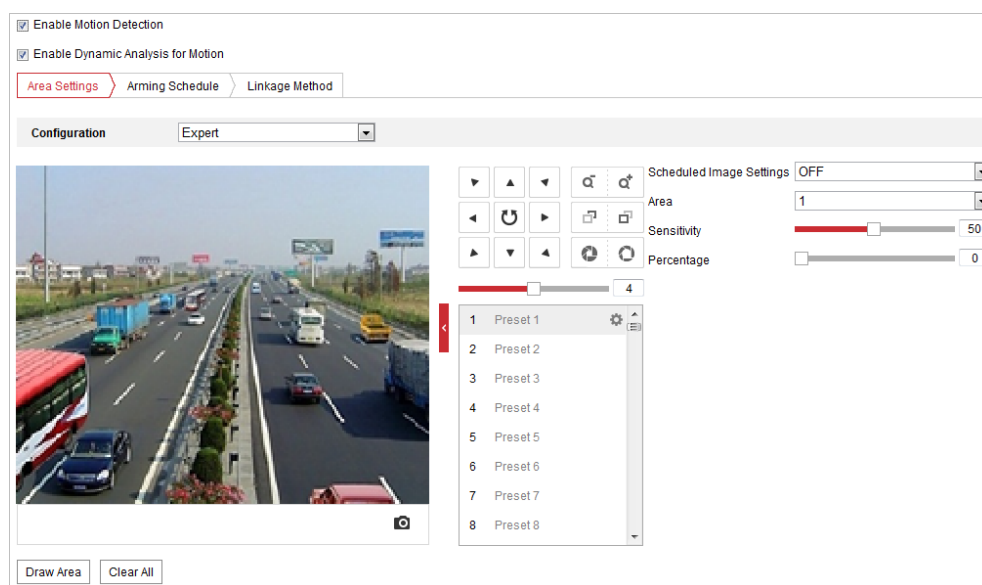 Enable Motion Detection
Enable Dynamic Analysis for Motion
Area Settings Arming Schedule Linkage Method
Configuration Expert
Scheduled Image Settings OFF
Area 1
Sensitivity 50
Percentage 0
4
1 Preset 1
2 Preset 2
3 Preset 3
4 Preset 4
5 Preset 5
6 Preset 6
7 Preset 7
8 Preset 8
Draw Area Clear All